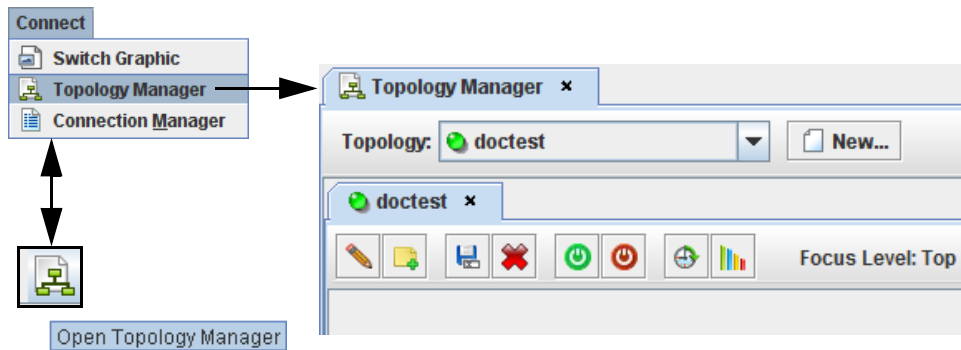 Connect
Switch Graphic
Topology Manager
Connection Manager
Open Topology Manager
Topology Manager
Topology: doctest New...
doctest
Focus Level: Top